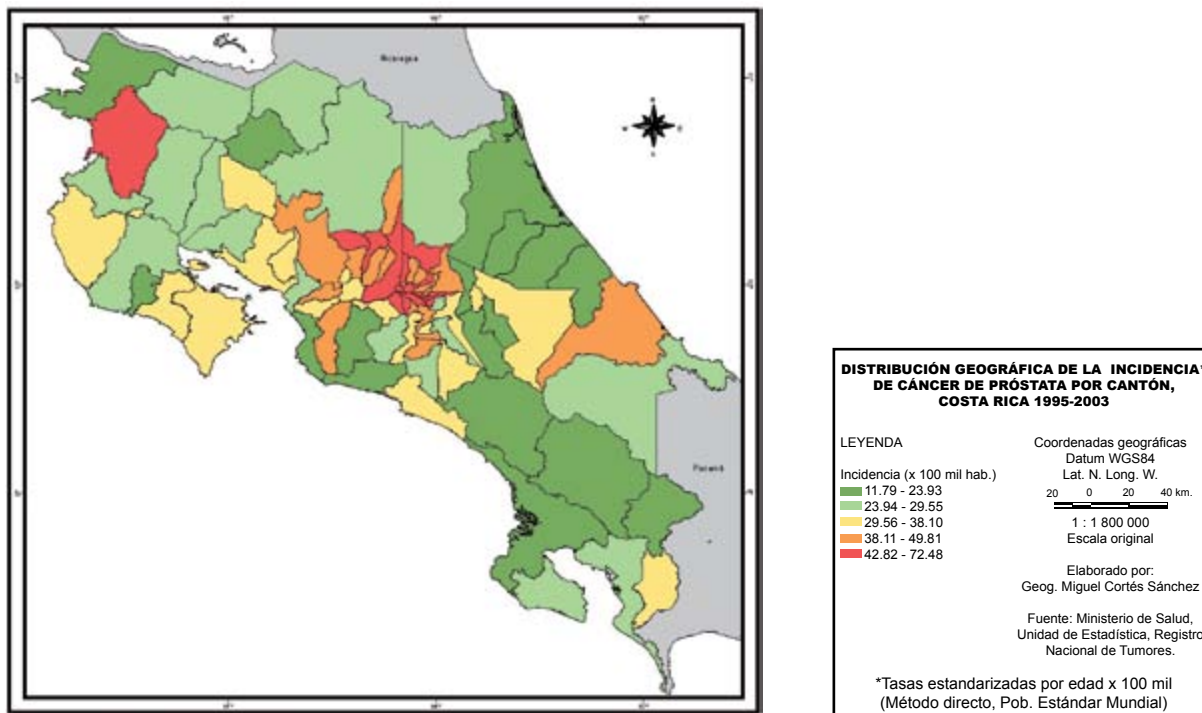 Nicaragua
Panamá
DISTRIBUCIÓN GEOGRÁFICA DE LA INCIDENCIA*
DE CÁNCER DE PRÓSTATA POR CANTÓN,
COSTA RICA 1995-2003
LEYENDA
Incidencia (x 100 mil hab.)
11.79 - 23.93
23.94 - 29.55
29.56 - 38.10
38.11 - 49.81
42.82 - 72.48
Coordenadas geográficas
Datum WGS84
Lat. N. Long. W.
20 0 20 40 km.
1 : 1 800 000
Escala original
Elaborado por:
Geog. Miguel Cortés Sánchez
Fuente: Ministerio de Salud,
Unidad de Estadística, Registro
Nacional de Tumores.
*Tasas estandarizadas por edad x 100 mil
(Método directo, Pob. Estándar Mundial)